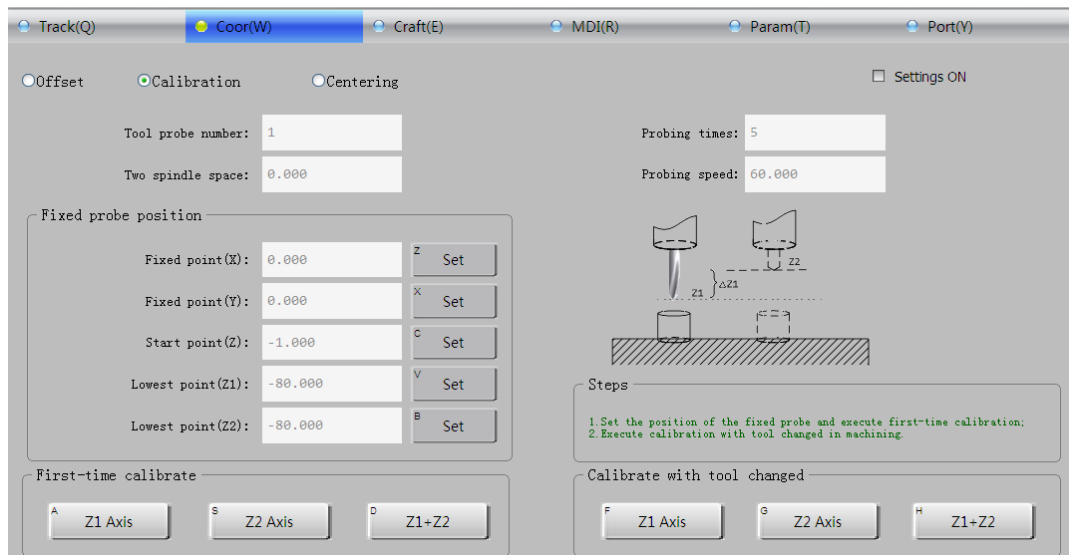 Track(Q) Coor(W) Craft(E) MDI(R) Param(T) Port(Y)
Offset Calibration Centering Settings ON
Tool probe number: 1
Two spindle space: 0.000
Probing times: 5
Probing speed: 60.000
Fixed probe position
Fixed point(X): 0.000 Z Set
Fixed point(Y): 0.000 X Set
Start point(Z): -1.000 C Set
Lowest point(Z1): -80.000 V Set
Lowest point(Z2): -80.000 B Set
Z2
△Z1
Z1
Steps
1.Set the position of the fixed probe and execute first-time calibration;
2.Execute calibration with tool changed in machining.
First-time calibrate
A Z1 Axis S Z2 Axis D Z1+Z2
Calibrate with tool changed
F Z1 Axis G Z2 Axis H Z1+Z2